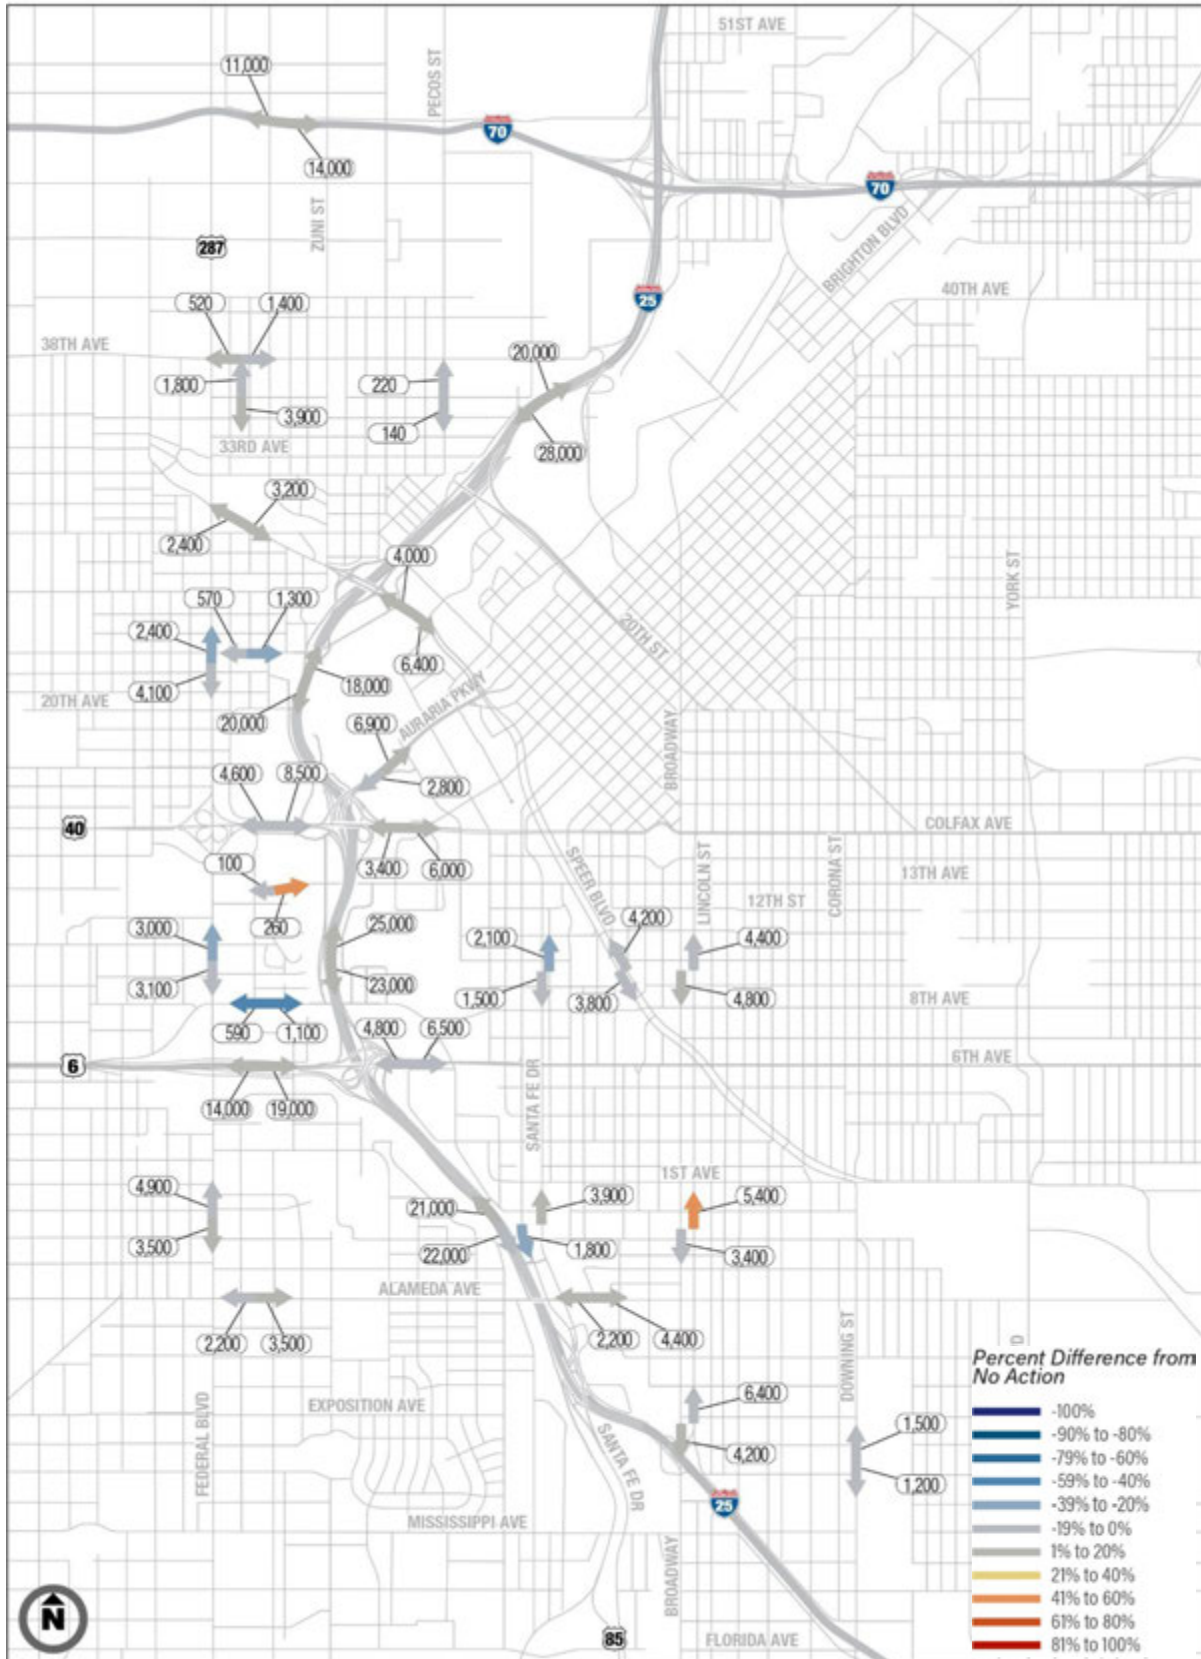 51ST AVE
11,000
PECOS ST
70
14,000
70
ZUNI ST
287
BRIGHTON BLVD
25
40TH AVE
520
1,400
38TH AVE
20,000
1,800
220
3,900
140
33RD AVE
28,000
3,200
2,400
4,000
YORK ST
570
1,300
2,400
20TH ST
6,400
4,100
18,000
20TH AVE
20,000
AURARIA PKWY
6,900
BROADWAY
4,600
8,500
2,800
40
COLFAX AVE
100
3,400
6,000
SPEER BLVD
LINCOLN ST
CORONA ST
13TH AVE
12TH ST
260
3,000
25,000
2,100
4,200
4,400
3,100
23,000
1,500
3,800
4,800
8TH AVE
590
1,100
4,800
6,500
6
6TH AVE
14,000
19,000
SANTA FE DR
1ST AVE
4,900
21,000
3,900
5,400
3,500
22,000
1,800
3,400
ALAMEDA AVE
2,200
3,500
2,200
4,400
DOWNING ST
D
FEDERAL BLVD
EXPOSITION AVE
6,400
4,200
1,500
1,200
SANTA FE DR
25
MISSISSIPPI AVE
BROADWAY
N
85
FLORIDA AVE
Percent Difference from
No Action
-100%
-90% to -80%
-79% to -60%
-59% to -40%
-39% to -20%
-19% to 0%
1% to 20%
21% to 40%
41% to 60%
61% to 80%
81% to 100%